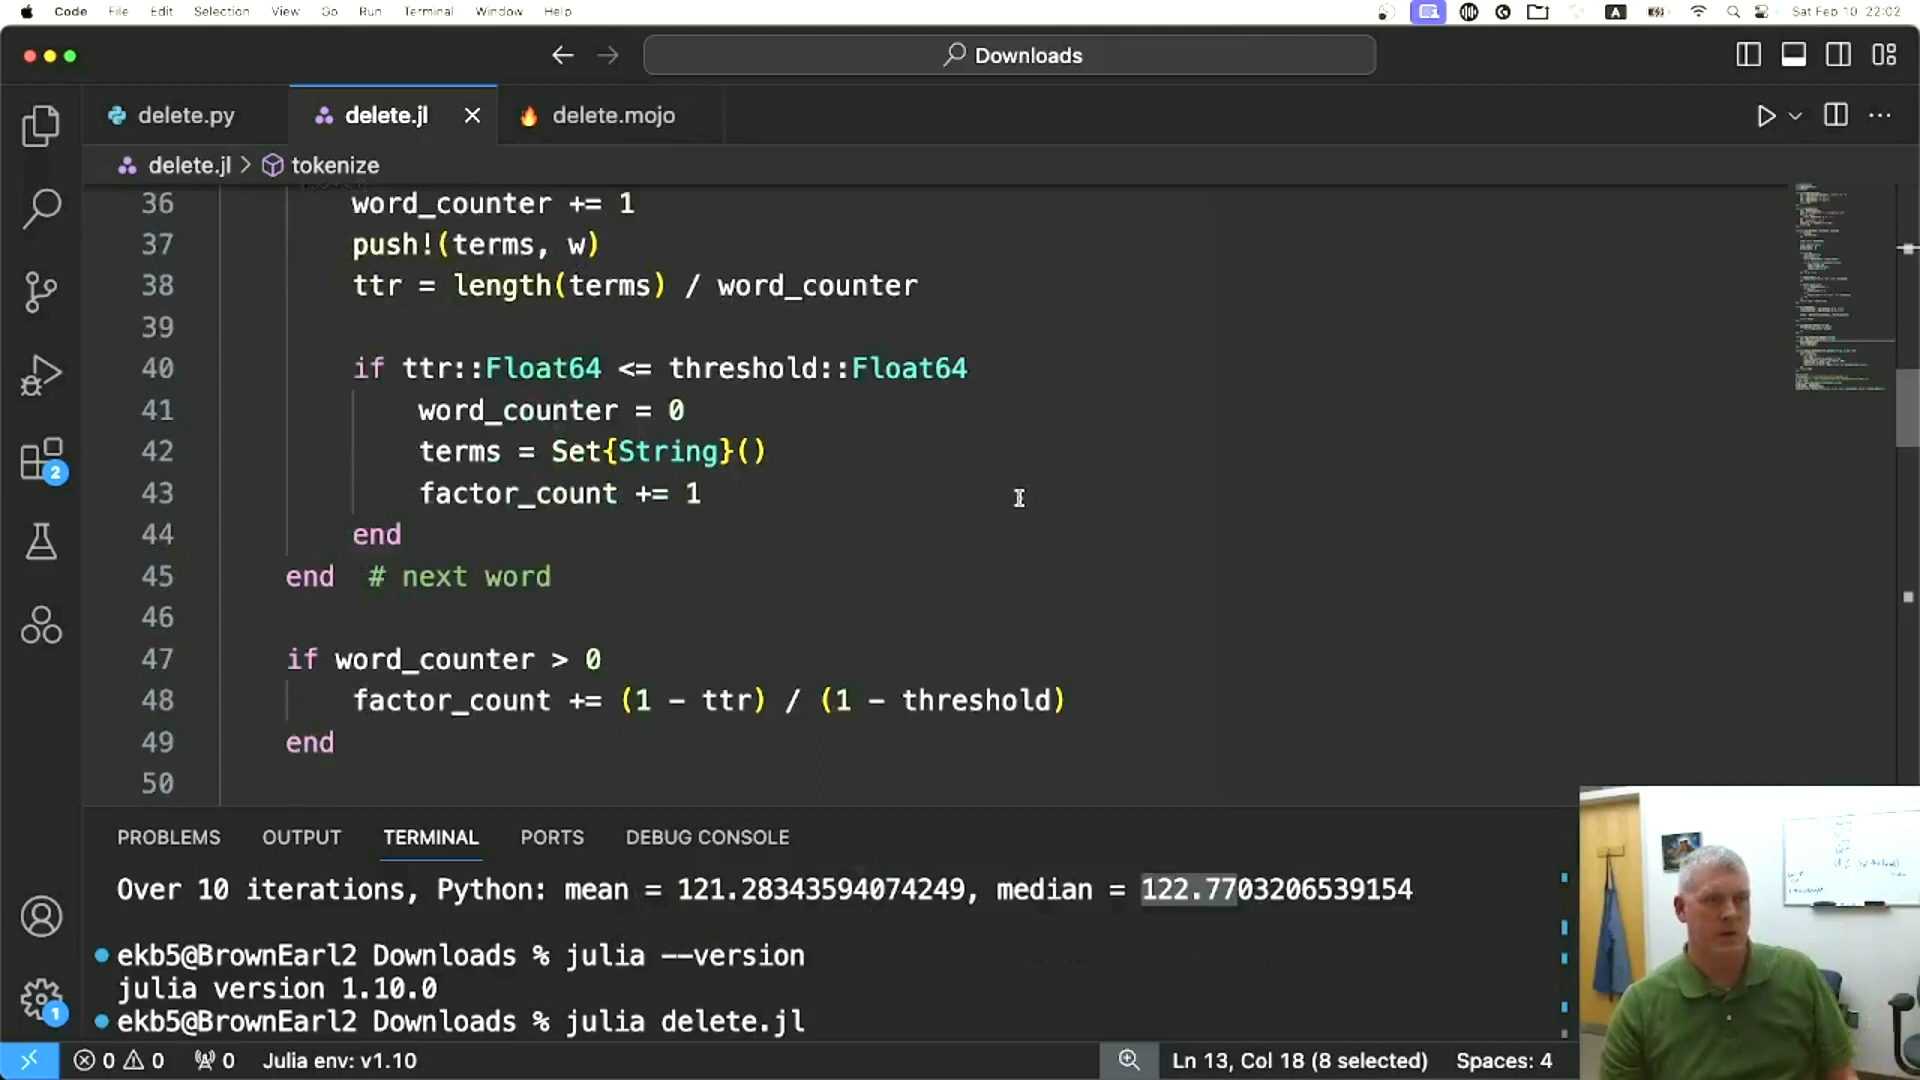 Code File Edit Selection View Go Run Terminal Window Help A Sat Feb 10 22:02
Downloads
delete.py delete.jl delete.mojo
delete.jl > tokenize
36 word_counter += 1
37 push!(terms, w)
38 ttr = length(terms) / word_counter
39
40 if ttr::Float64 <= threshold::Float64
41 word_counter = 0
42 terms = Set{String}()
43 factor_count += 1
44 end
45 end # next word
46
47 if word_counter > 0
48 factor_count += (1 - ttr) / (1 - threshold)
49 end
50
PROBLEMS OUTPUT TERMINAL PORTS DEBUG CONSOLE
Over 10 iterations, Python: mean = 121.28343594074249, median = 122.7703206539154
ekb5@BrownEarl2 Downloads % julia --version
julia version 1.10.0
ekb5@BrownEarl2 Downloads % julia delete.jl
2
1
0 0 0 Julia env: v1.10 Ln 13, Col 18 (8 selected) Spaces: 4